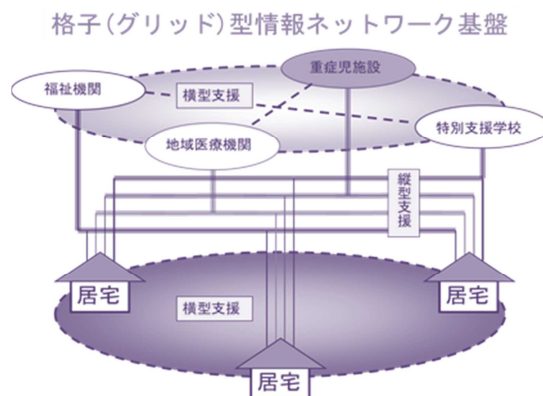 格子(グリッド)型情報ネットワーク基盤
重症児施設
福祉機関
横型支援
特別支援学校
地域医療機関
縦型支援
居宅
横型支援
居宅
居宅